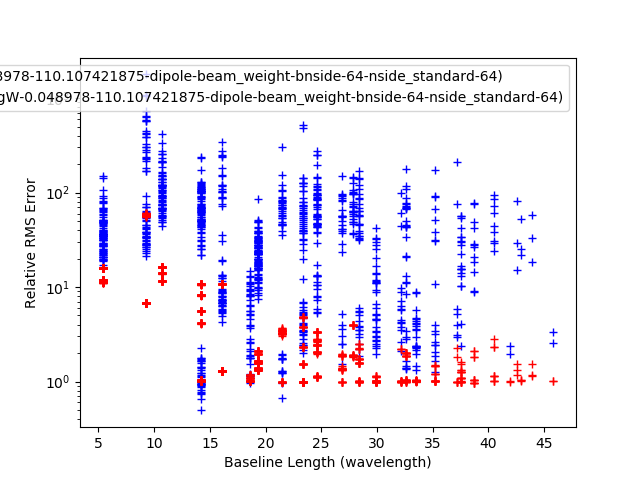 8978-110.107421875-dipole-beam_weight-bnside-64-nside_standard-64)
gW-0.048978-110.107421875-dipole-beam_weight-bnside-64-nside_standard-64)
10²
10¹
10⁰
Relative RMS Error
5 10 15 20 25 30 35 40 45
Baseline Length (wavelength)